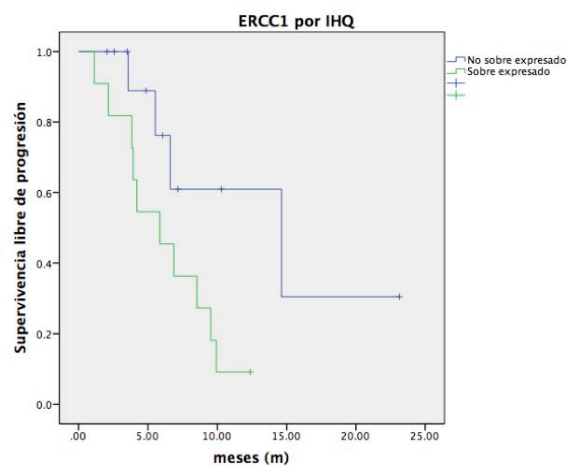 ERCC1 por IHQ
Supervivencia libre de progresión
1.0
0.8
0.6
0.4
0.2
0.0
.00 5.00 10.00 15.00 20.00 25.00
meses (m)
No sobre expresado
Sobre expresado